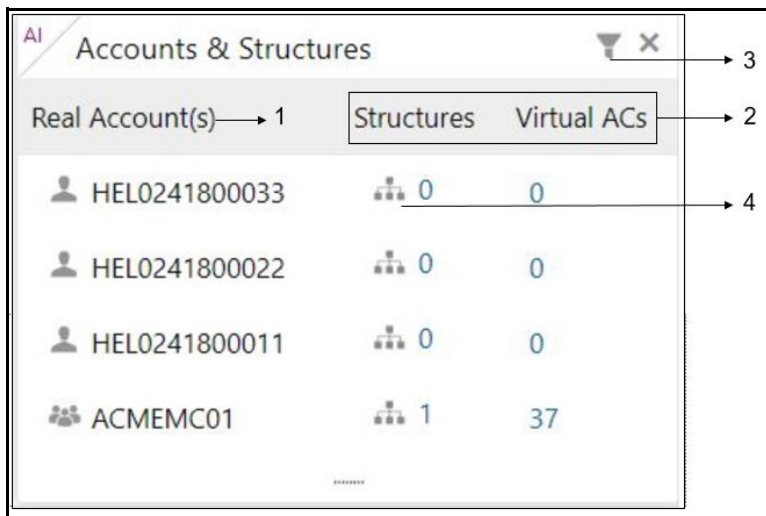 AI
Accounts & Structures
3
Real Account(s) 1 Structures Virtual ACs 2
HEL0241800033 0 0
4
HEL0241800022 0 0
HEL0241800011 0 0
ACMEMC01 1 37